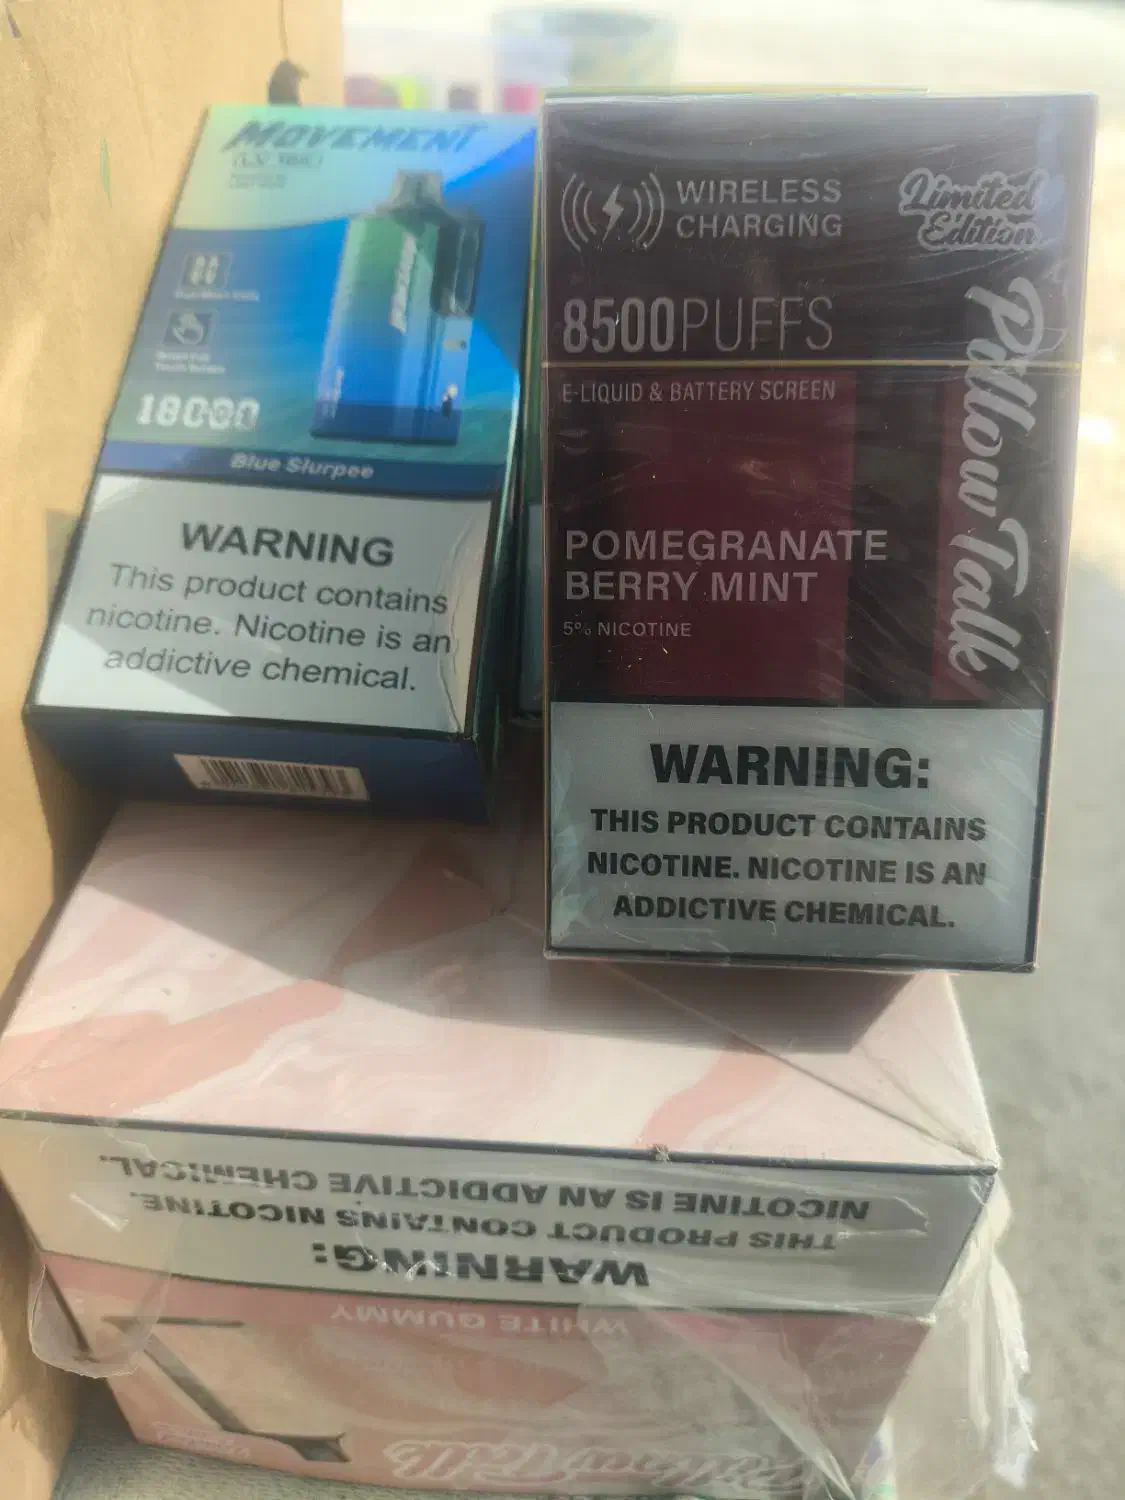 MOVEMENT
18000
Blue Slurpee
WARNING
This product contains
nicotine. Nicotine is an
addictive chemical.
WIRELESS
CHARGING
Limited
Edition
8500PUFFS
E-LIQUID & BATTERY SCREEN
Pillow Talk
POMEGRANATE
BERRY MINT
5% NICOTINE
WARNING:
THIS PRODUCT CONTAINS
NICOTINE. NICOTINE IS AN
ADDICTIVE CHEMICAL.
WARNING:
THIS PRODUCT CONTAINS NICOTINE.
NICOTINE IS AN ADDICTIVE CHEMICAL.
WHITE GUMMY
Pillow Talk